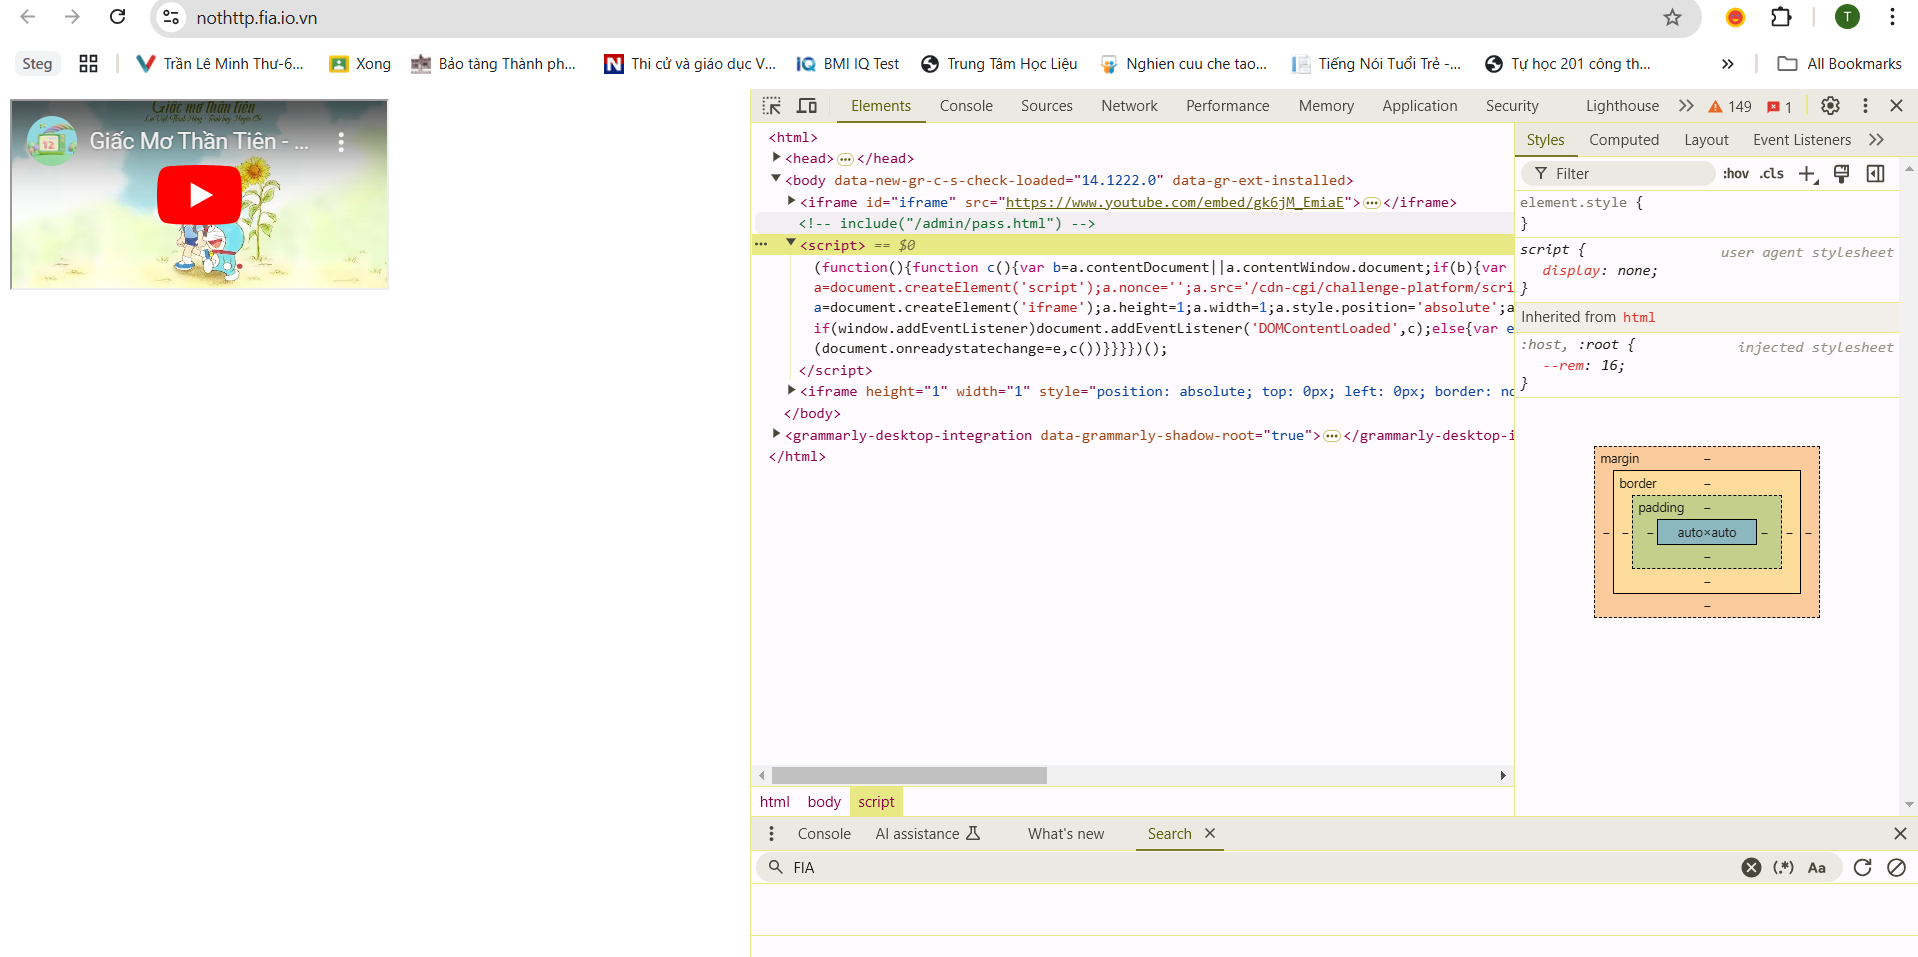 nothttp.fia.io.vn
T
Steg
Trần Lê Minh Thư-6...
Xong
Bảo tàng Thành ph...
Thi cử và giáo dục V...
BMI IQ Test
Trung Tâm Học Liệu
Nghien cuu che tao...
Tiếng Nói Tuổi Trẻ -...
Tự học 201 công th...
All Bookmarks
Giấc mơ Thần Tiên
12
Giấc Mơ Thần Tiên - ...
Elements
Console
Sources
Network
Performance
Memory
Application
Security
Lighthouse
149
1
<html>
<head> ... </head>
<body data-new-gr-c-s-check-loaded="14.1222.0" data-gr-ext-installed>
<iframe id="iframe" src="https://www.youtube.com/embed/gk6jM_EmiaE"> ... </iframe>
<!-- include("/admin/pass.html") -->
... <script> == $0
(function(){function c(){var b=a.contentDocument||a.contentWindow.document;if(b){var
a=document.createElement('script');a.nonce='';a.src='/cdn-cgi/challenge-platform/scri
a=document.createElement('iframe');a.height=1;a.width=1;a.style.position='absolute';a
if(window.addEventListener)document.addEventListener('DOMContentLoaded',c);else{var e
(document.onreadystatechange=e,c())}}}})();
</script>
<iframe height="1" width="1" style="position: absolute; top: 0px; left: 0px; border: no
</body>
<grammarly-desktop-integration data-grammarly-shadow-root="true"> ... </grammarly-desktop-i
</html>
html
body
script
Styles
Computed
Layout
Event Listeners
Filter
:hov
.cls
element.style {
}
script {
user agent stylesheet
display: none;
}
Inherited from html
:host, :root {
injected stylesheet
--rem: 16;
}
margin
–
border
–
padding
–
– – – auto×auto – – –
–
–
–
Console
AI assistance
What's new
Search
FIA
(.*)
Aa